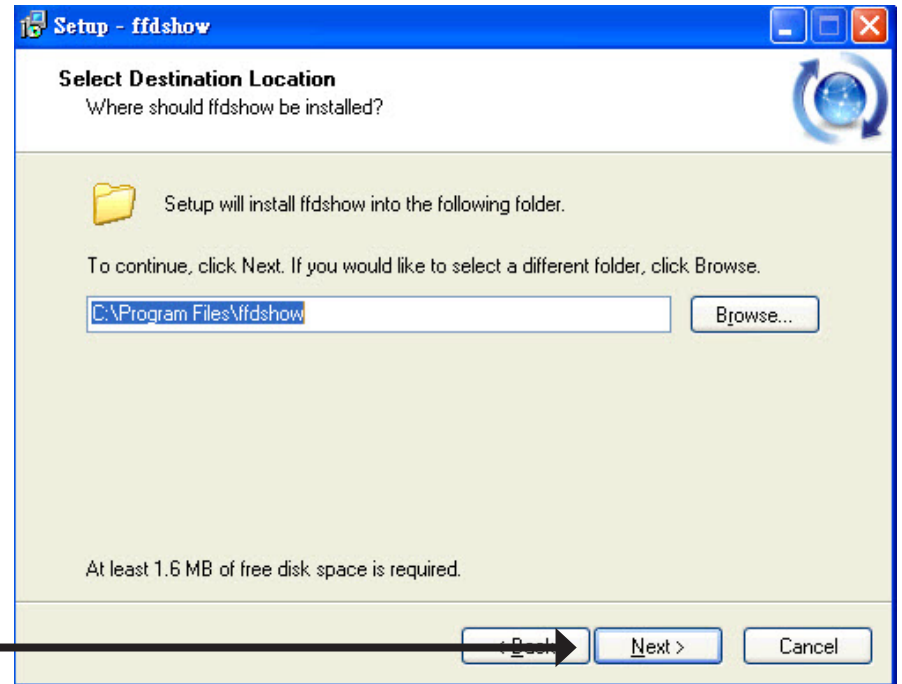 Setup - ffdshow
Select Destination Location
Where should ffdshow be installed?
Setup will install ffdshow into the following folder.
To continue, click Next. If you would like to select a different folder, click Browse.
C:\Program Files\ffdshow Browse...
At least 1.6 MB of free disk space is required.
< Back Next > Cancel